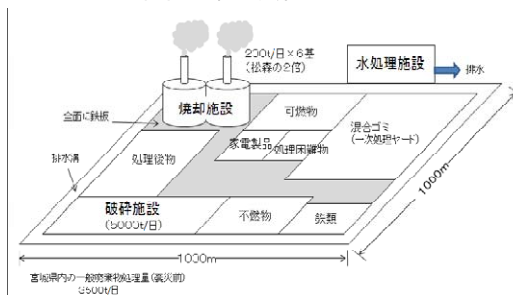 200t/日×6基
(松森の2倍)
水処理施設
排水
焼却施設
全面に鉄板
可燃物
混合ゴミ
(一次処理ヤード)
家電製品
処理困難物
処理後物
排水溝
破砕施設
(5000t/日)
不燃物
鉄類
1000m
1000m
宮城県内の一般廃棄物処理量(震災前)
3500t/日